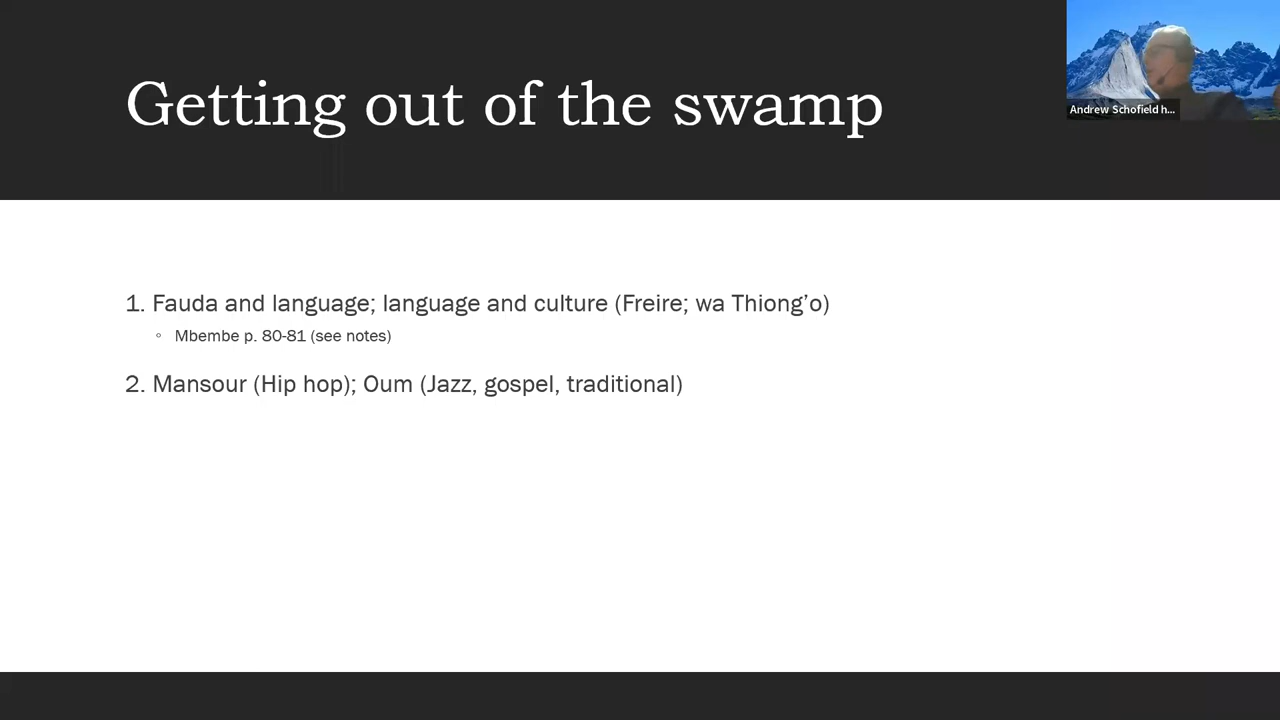 Getting out of the swamp
Andrew Schofield h...
1. Fauda and language; language and culture (Freire; wa Thiong’o)
◦ Mbembe p. 80-81 (see notes)
2. Mansour (Hip hop); Oum (Jazz, gospel, traditional)